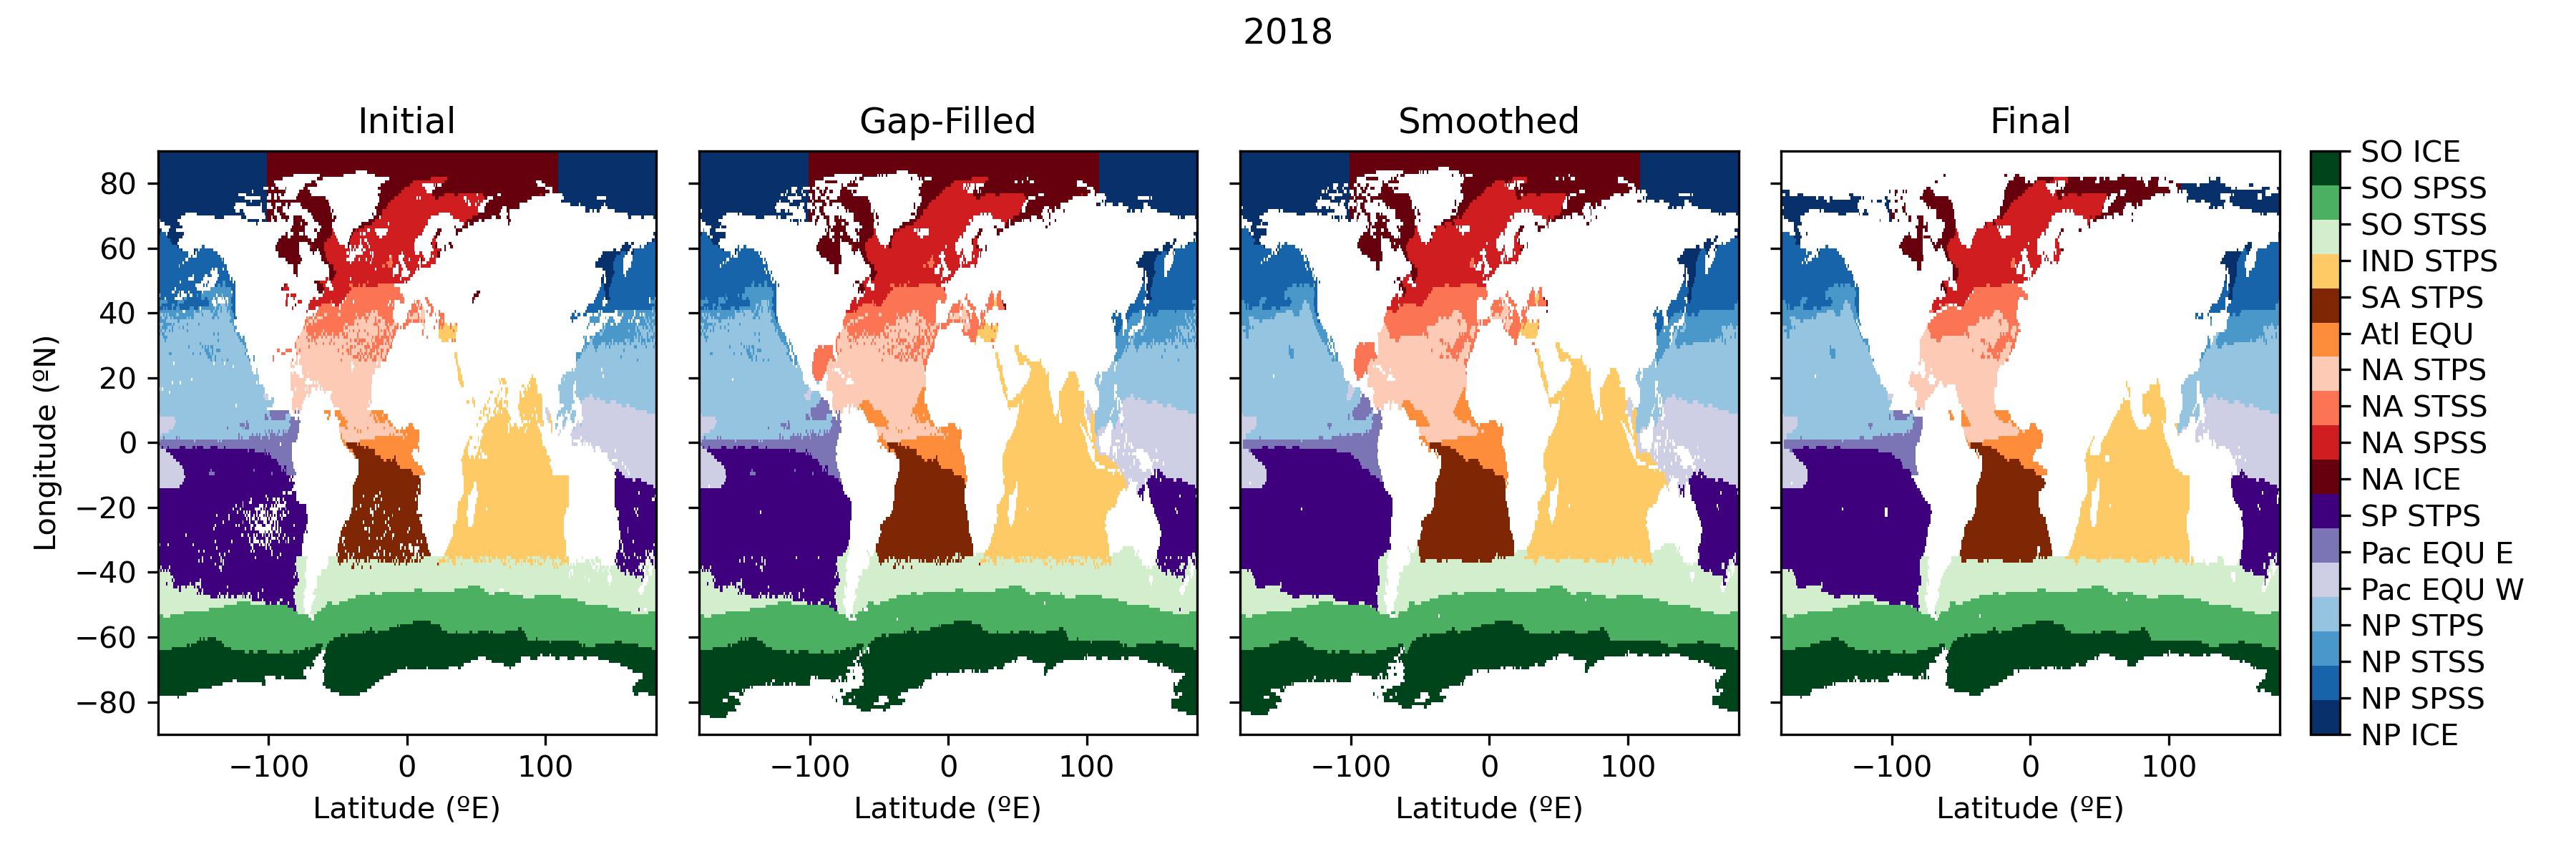 2018
Initial
Gap-Filled
Smoothed
Final
Longitude (ºN)
80
60
40
20
0
−20
−40
−60
−80
−100 0 100
−100 0 100
−100 0 100
−100 0 100
Latitude (ºE)
Latitude (ºE)
Latitude (ºE)
Latitude (ºE)
SO ICE
SO SPSS
SO STSS
IND STPS
SA STPS
Atl EQU
NA STPS
NA STSS
NA SPSS
NA ICE
SP STPS
Pac EQU E
Pac EQU W
NP STPS
NP STSS
NP SPSS
NP ICE